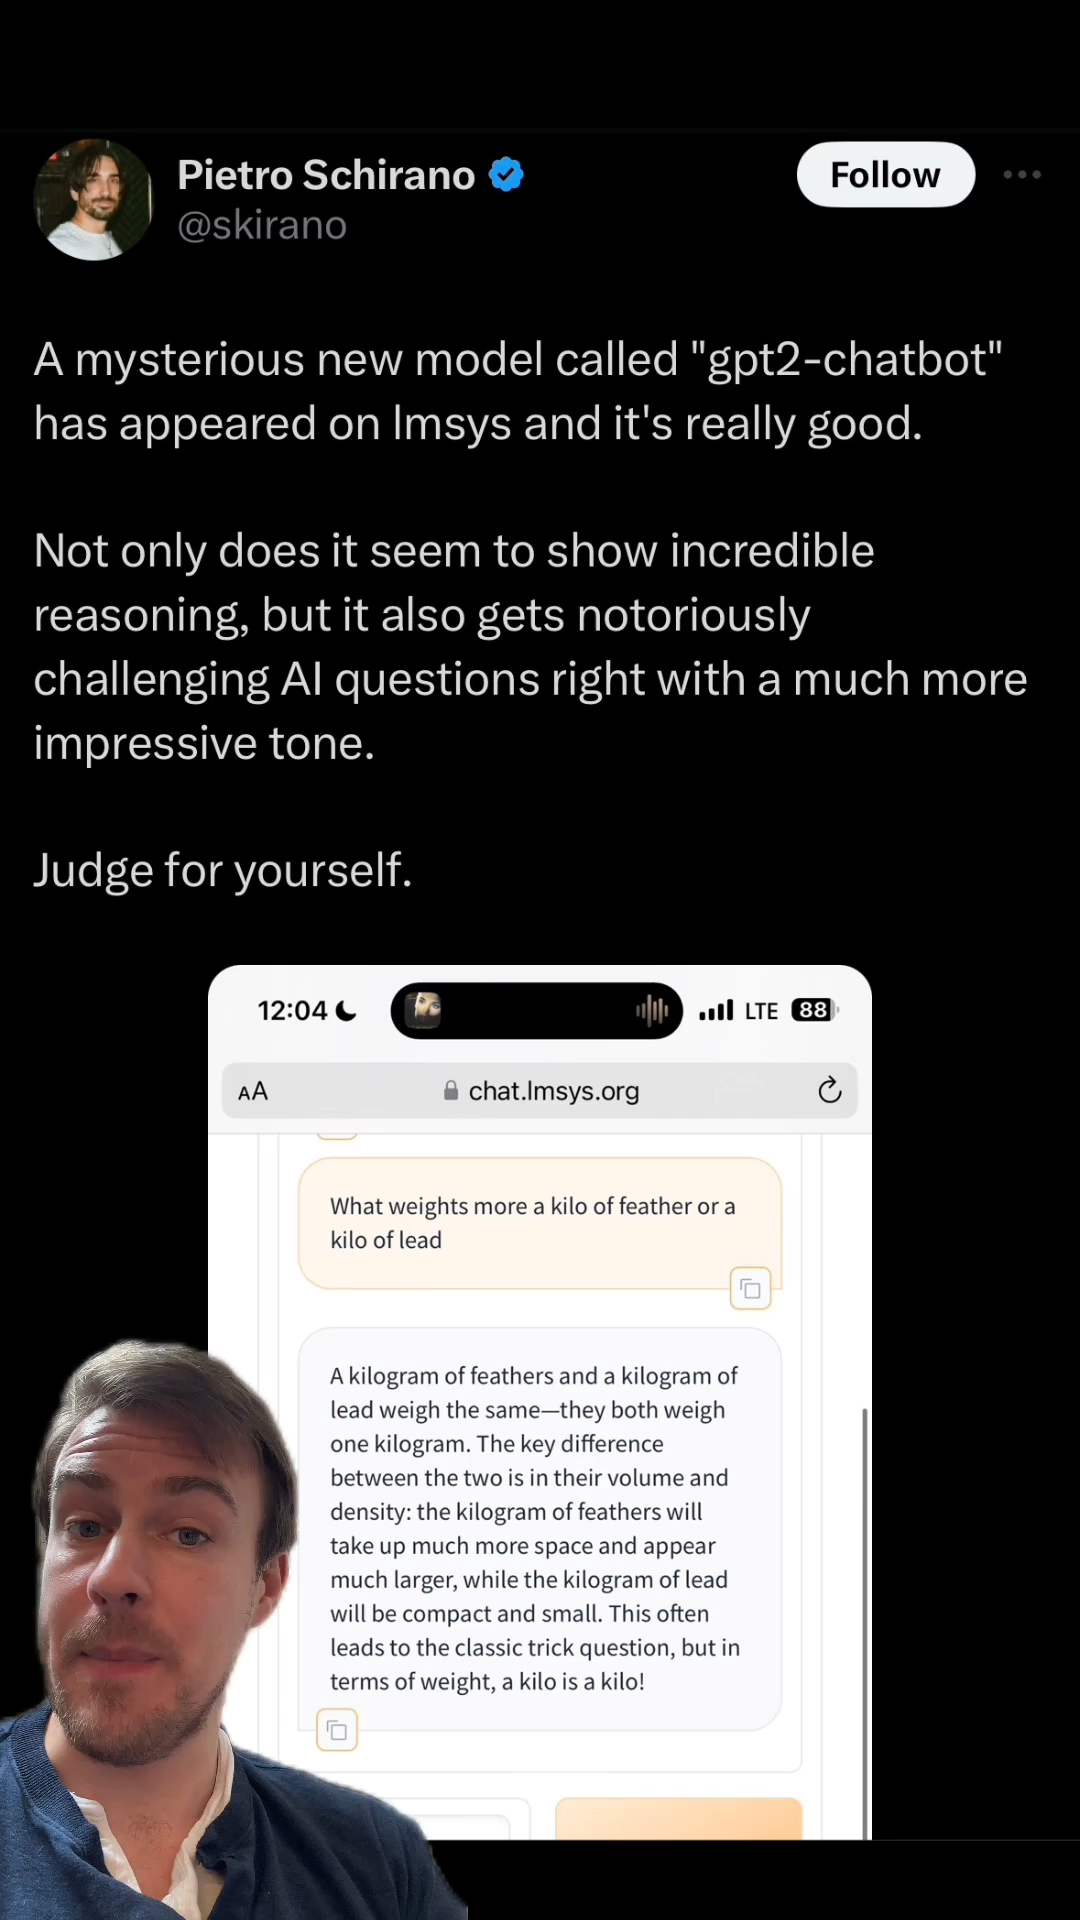 Pietro Schirano
Follow
@skirano
A mysterious new model called "gpt2-chatbot"
has appeared on lmsys and it's really good.
Not only does it seem to show incredible
reasoning, but it also gets notoriously
challenging AI questions right with a much more
impressive tone.
Judge for yourself.
12:04
LTE
88
AA
chat.lmsys.org
What weights more a kilo of feather or a
kilo of lead
A kilogram of feathers and a kilogram of
lead weigh the same—they both weigh
one kilogram. The key difference
between the two is in their volume and
density: the kilogram of feathers will
take up much more space and appear
much larger, while the kilogram of lead
will be compact and small. This often
leads to the classic trick question, but in
terms of weight, a kilo is a kilo!